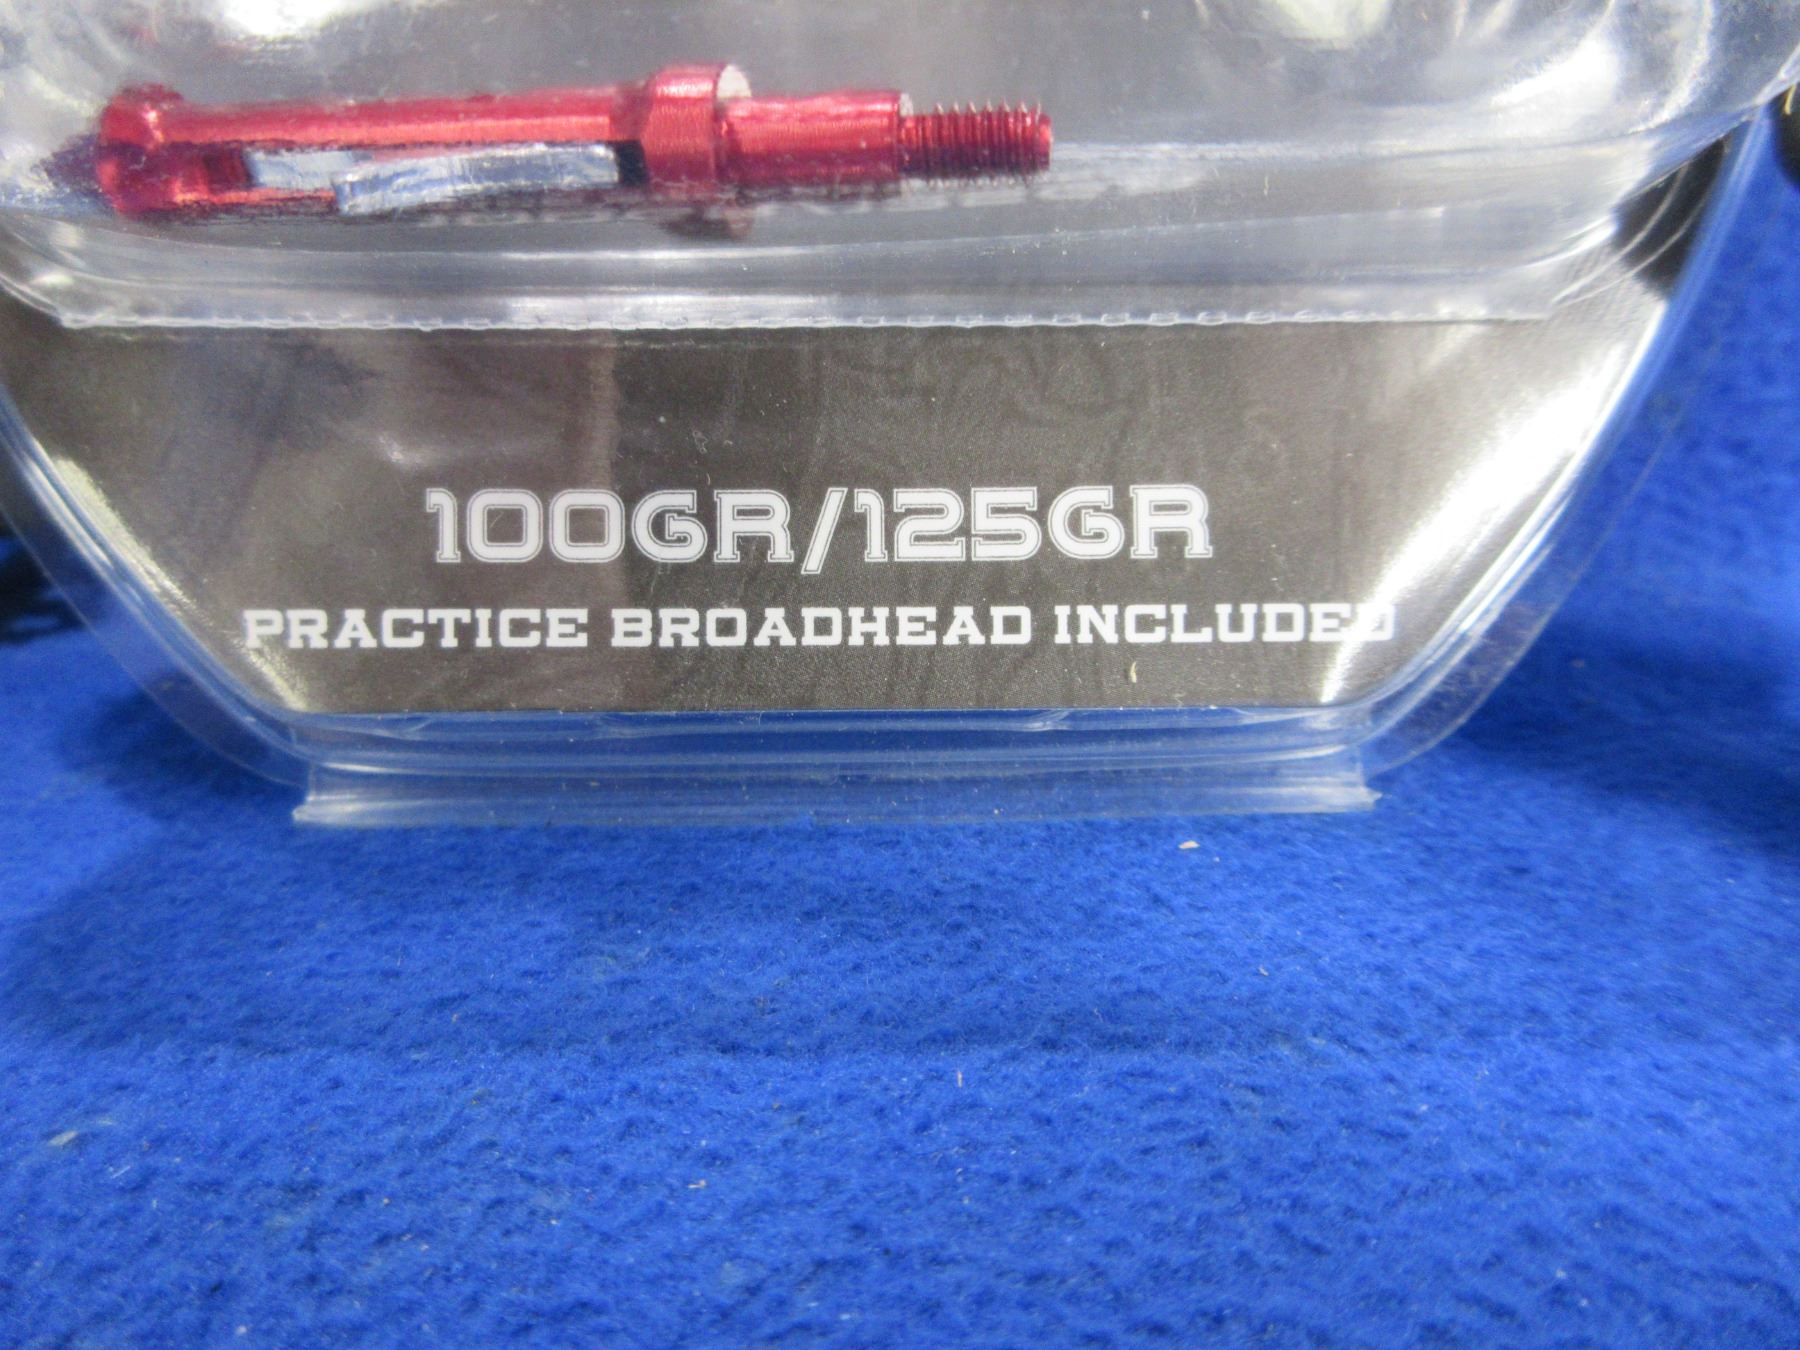 100GR/125GR
PRACTICE BROADHEAD INCLUDED